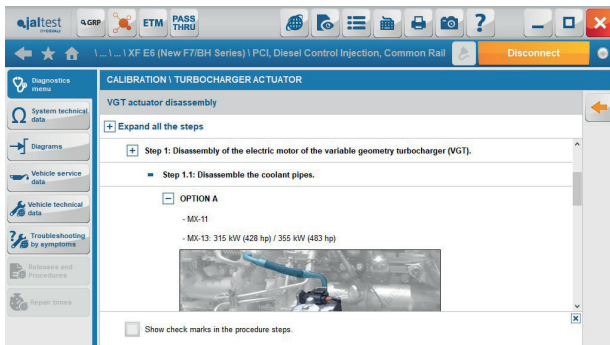 jaltest
GRP
ETM
PASS
THRU
?
\ ... \ ... \ XF E6 (New F7/BH Series) \ PCI, Diesel Control Injection, Common Rail
Disconnect
Diagnostics
menu
System technical
data
Diagrams
Vehicle service
data
Vehicle technical
data
Troubleshooting
by symptoms
Releases and
Procedures
Repair times
CALIBRATION \ TURBOCHARGER ACTUATOR
VGT actuator disassembly
Expand all the steps
Step 1: Disassembly of the electric motor of the variable geometry turbocharger (VGT).
Step 1.1: Disassemble the coolant pipes.
OPTION A
- MX-11
- MX-13: 315 kW (428 hp) / 355 kW (483 hp)
Show check marks in the procedure steps.